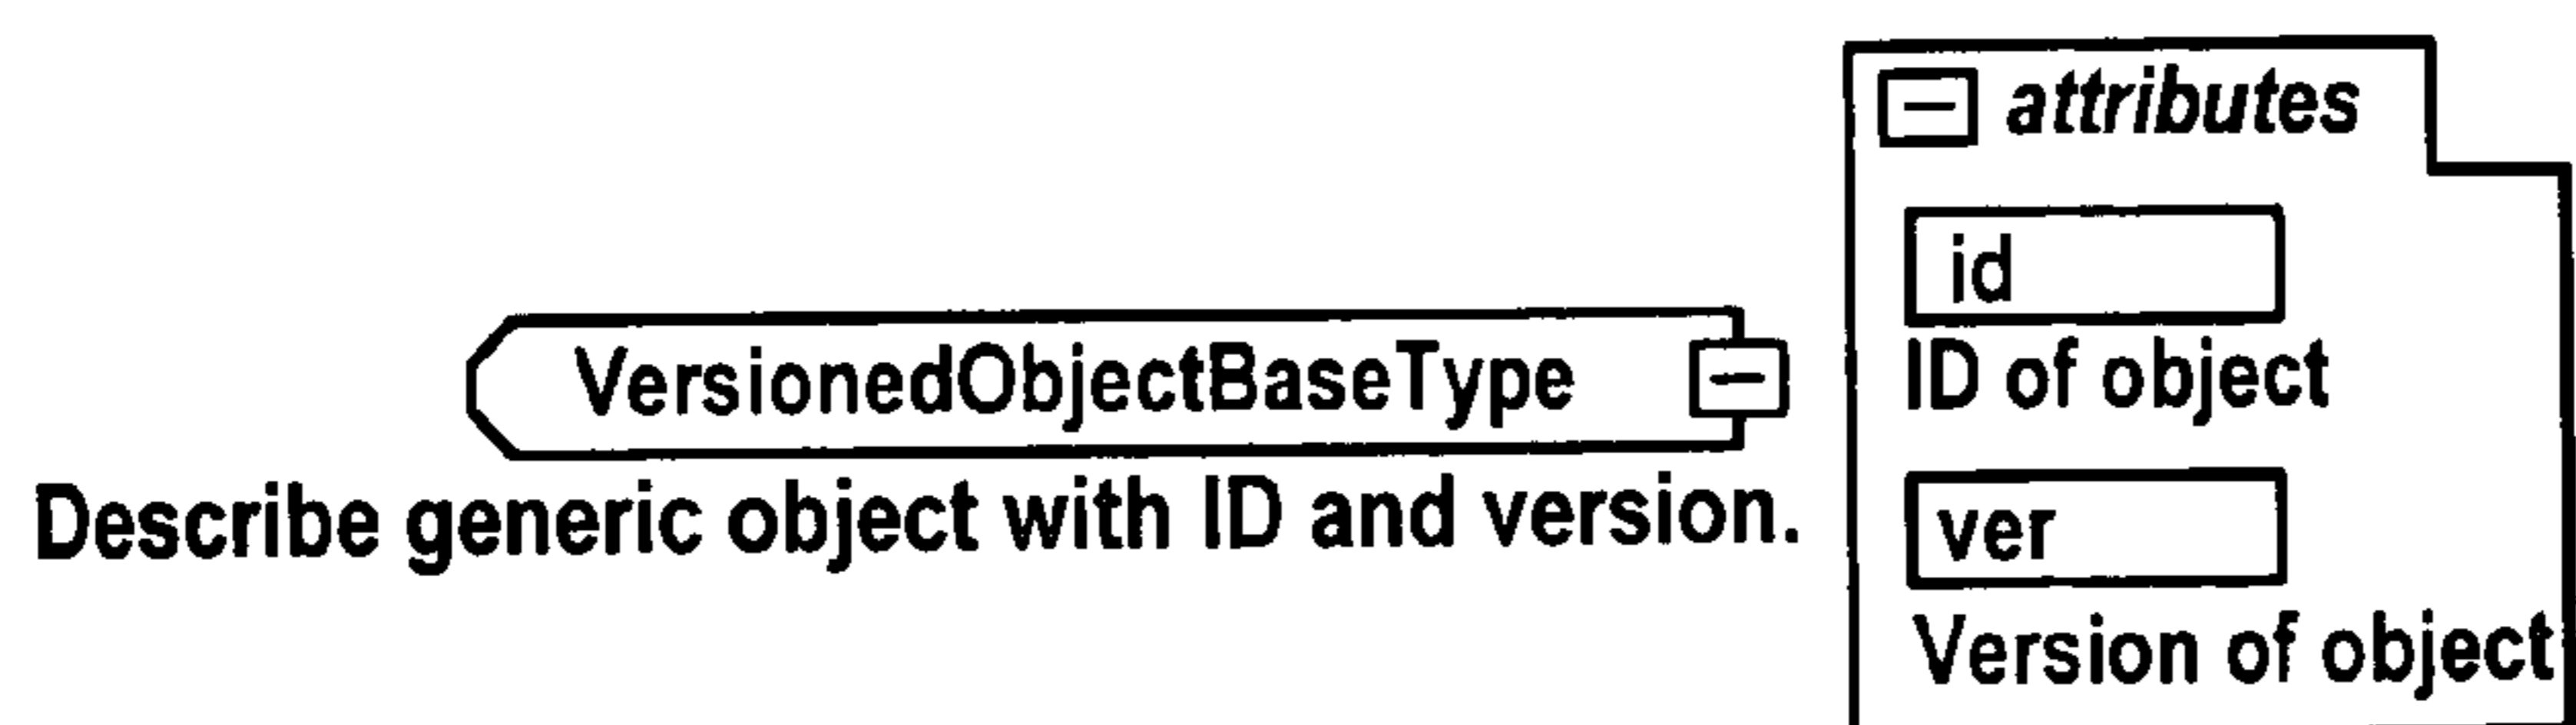 attributes
id
ID of object
VersionedObjectBaseType
Describe generic object with ID and version.
ver
Version of object